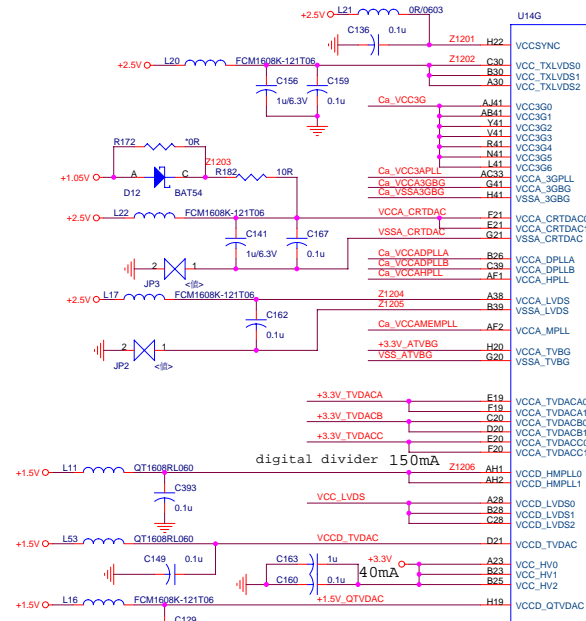 U14G
+2.5V L21 0R/0603
C136 0.1u Z1201 H22 VCCSYNC
+2.5V L20 FCM1608K-121T06 Z1202 C30 VCC_TXLVDS0
B30 VCC_TXLVDS1
A30 VCC_TXLVDS2
C156 C159
1u/6.3V 0.1u
Ca_VCC3G AJ41 VCC3G0
AB41 VCC3G1
Y41 VCC3G2
V41 VCC3G3
R41 VCC3G4
N41 VCC3G5
L41 VCC3G6
R172 *0R
+1.05V A C Z1203
D12 BAT54
R182 10R
Ca_VCC3APLL AC33 VCCA_3GPLL
Ca_VCCA3GBG G41 VCCA_3GBG
Ca_VSSA3GBG H41 VSSA_3GBG
+2.5V L22 FCM1608K-121T06
VCCA_CRTDAC F21 VCCA_CRTDAC0
E21 VCCA_CRTDAC1
VSSA_CRTDAC G21 VSSA_CRTDAC
C141 C167
1u/6.3V 0.1u
2 1
JP3 <值>
Ca_VCCADPLLA B26 VCCA_DPLLA
Ca_VCCADPLLB C39 VCCA_DPLLB
Ca_VCCAHPLL AF1 VCCA_HPLL
+2.5V L17 FCM1608K-121T06 Z1204 A38 VCCA_LVDS
Z1205 B39 VSSA_LVDS
C162
0.1u
Ca_VCCAMEMPLL AF2 VCCA_MPLL
2 1
JP2 <值>
+3.3V_ATVBG H20 VCCA_TVBG
VSS_ATVBG G20 VSSA_TVBG
+3.3V_TVDACA E19 VCCA_TVDACA0
F19 VCCA_TVDACA1
+3.3V_TVDACB C20 VCCA_TVDACB0
D20 VCCA_TVDACB1
+3.3V_TVDACC E20 VCCA_TVDACC0
F20 VCCA_TVDACC1
digital divider 150mA
+1.5V L11 QT1608RL060 Z1206 AH1 VCCD_HMPLL0
AH2 VCCD_HMPLL1
C393
0.1u
VCC_LVDS A28 VCCD_LVDS0
B28 VCCD_LVDS1
C28 VCCD_LVDS2
+1.5V L53 QT1608RL060 VCCD_TVDAC D21 VCCD_TVDAC
C149 0.1u
C163 1u
C160 0.1u
+3.3V
40mA
A23 VCC_HV0
B23 VCC_HV1
B25 VCC_HV2
+1.5V L16 FCM1608K-121T06 +1.5V_QTVDAC H19 VCCD_QTVDAC
C129